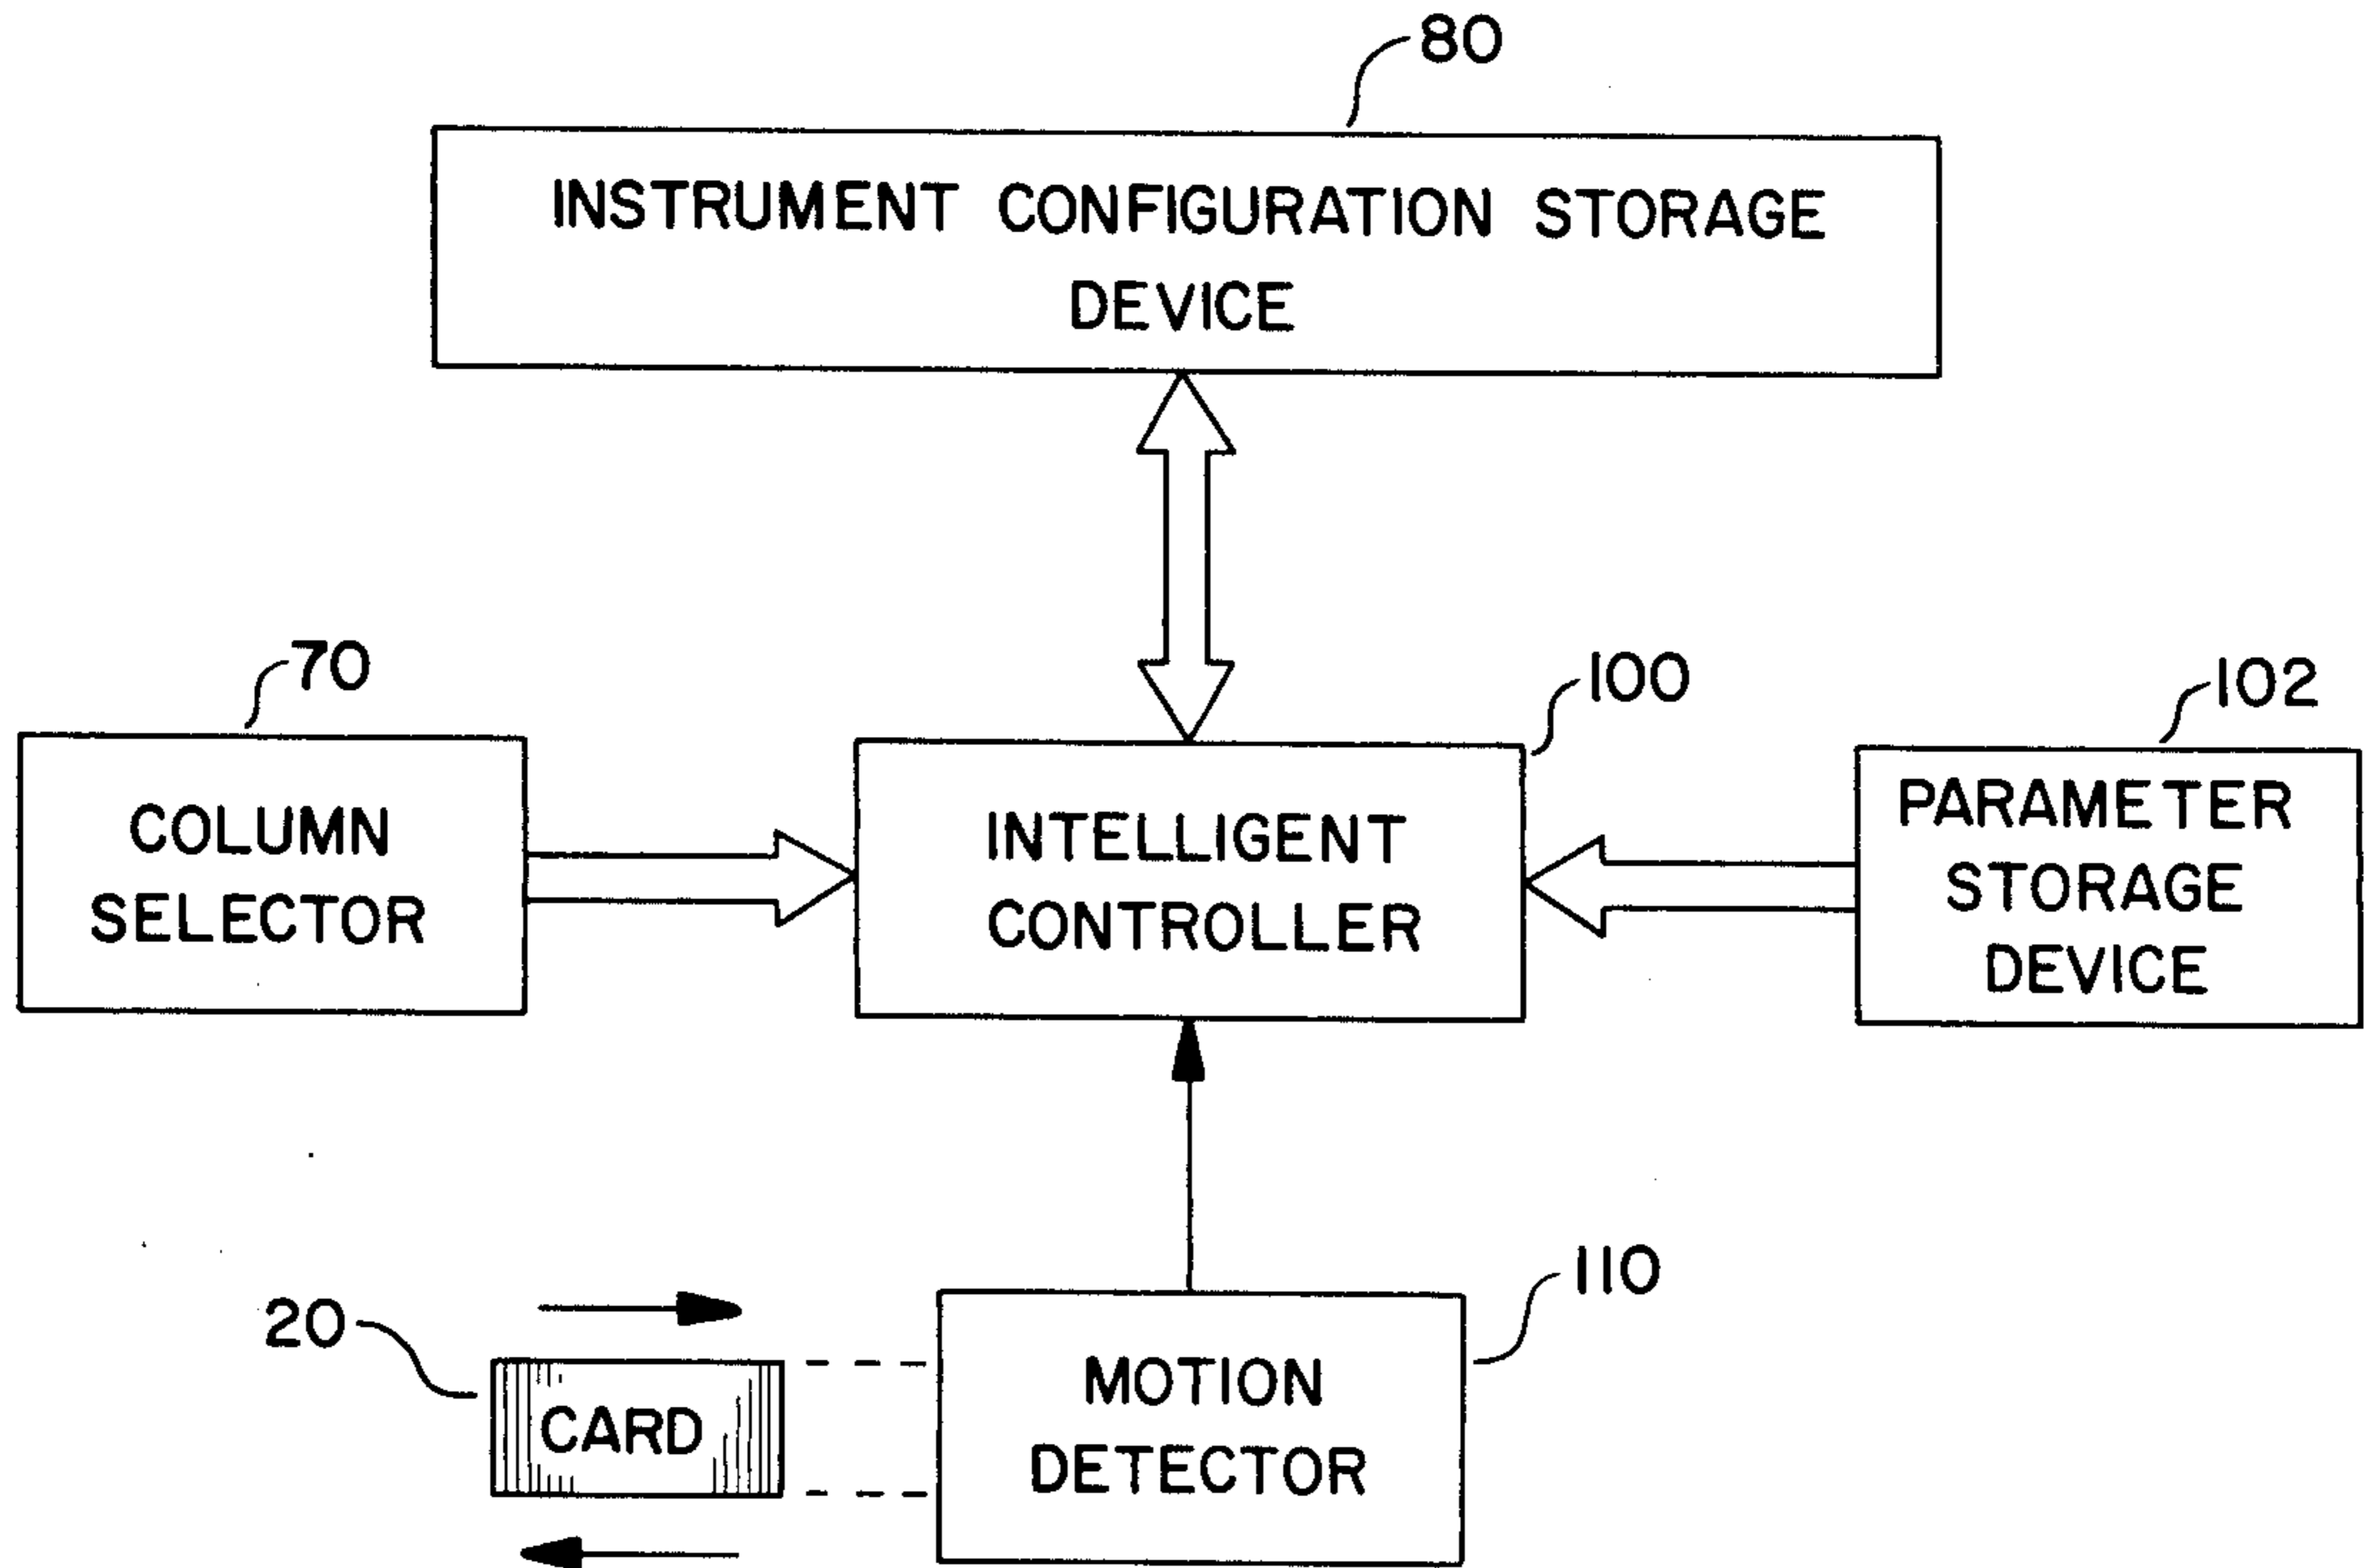 80
INSTRUMENT CONFIGURATION STORAGE
DEVICE
70
COLUMN
SELECTOR
100
INTELLIGENT
CONTROLLER
102
PARAMETER
STORAGE
DEVICE
20
CARD
110
MOTION
DETECTOR